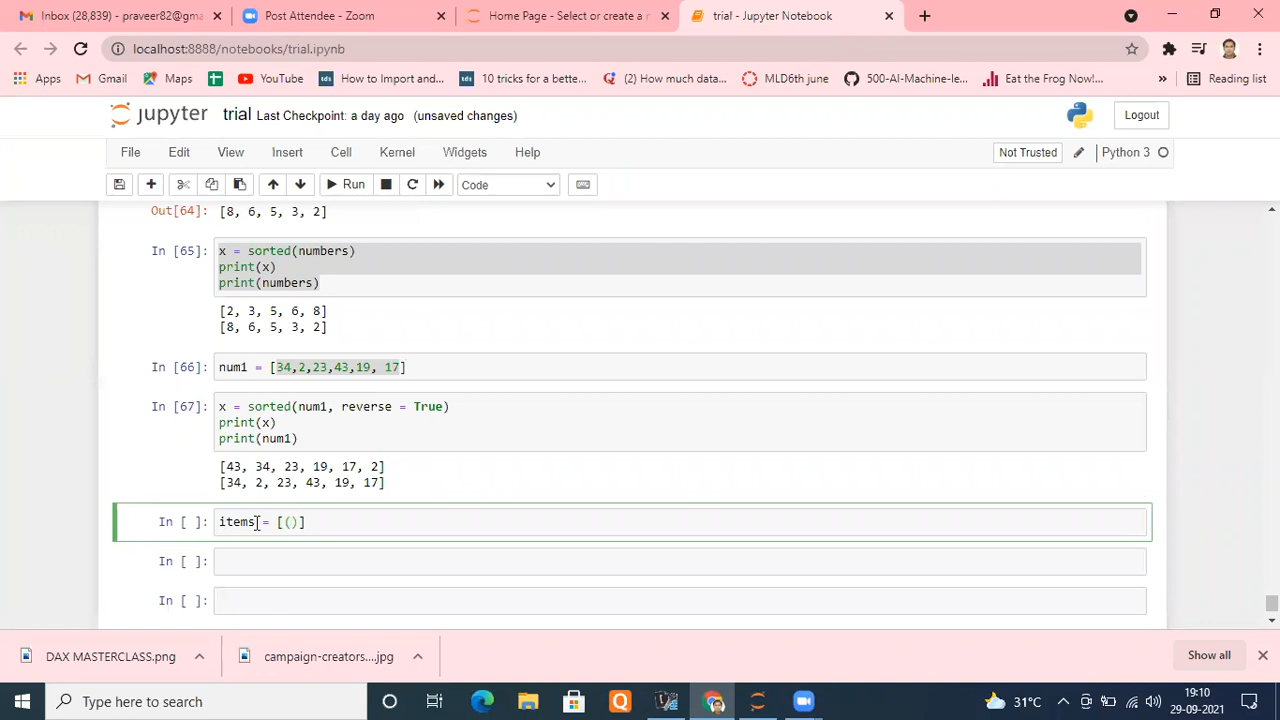 Inbox (28,839) - praveer82@gma
Post Attendee - Zoom
Home Page - Select or create a n
trial - Jupyter Notebook
localhost:8888/notebooks/trial.ipynb
Apps
Gmail
Maps
YouTube
How to Import and...
10 tricks for a bette...
(2) How much data...
MLD6th june
500-AI-Machine-le...
Eat the Frog Now!...
»
Reading list
jupyter
trial Last Checkpoint: a day ago (unsaved changes)
Logout
File
Edit
View
Insert
Cell
Kernel
Widgets
Help
Not Trusted
Python 3
Run
Code
Out[64]: [8, 6, 5, 3, 2]
In [65]: x = sorted(numbers)
print(x)
print(numbers)
[2, 3, 5, 6, 8]
[8, 6, 5, 3, 2]
In [66]: num1 = [34,2,23,43,19, 17]
In [67]: x = sorted(num1, reverse = True)
print(x)
print(num1)
[43, 34, 23, 19, 17, 2]
[34, 2, 23, 43, 19, 17]
In [ ]: items = [()]
In [ ]:
In [ ]:
DAX MASTERCLASS.png
campaign-creators....jpg
Show all
Type here to search
31°C
19:10
29-09-2021